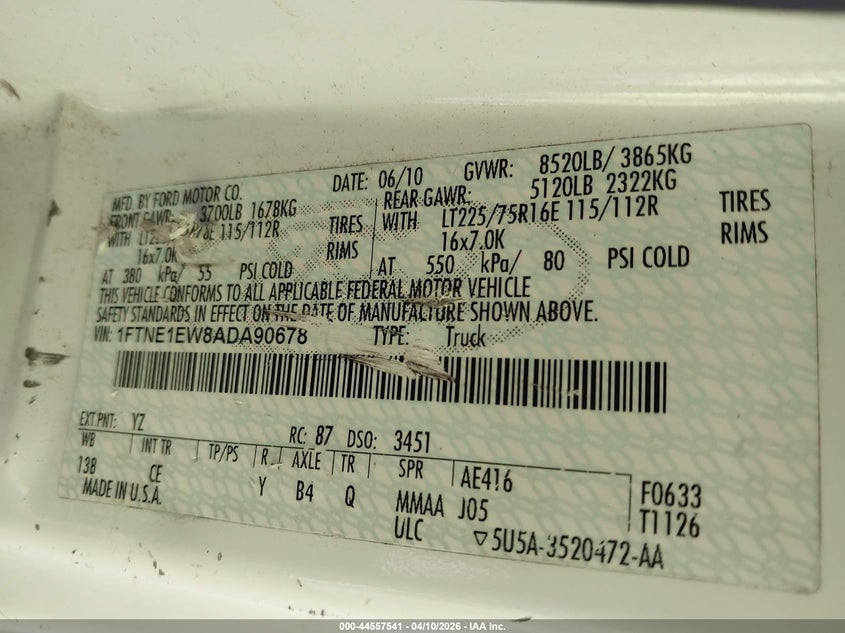 MFD. BY FORD MOTOR CO. DATE: 06/10 GVWR: 8520LB/ 3865KG
FRONT GAWR: 3700LB 1678KG REAR GAWR: 5120LB 2322KG
WITH 115/112R TIRES WITH LT225/75R16E 115/112R TIRES
16x7.0K RIMS 16x7.0K RIMS
AT 380 kPa/ 55 PSI COLD AT 550 kPa/ 80 PSI COLD
THIS VEHICLE CONFORMS TO ALL APPLICABLE FEDERAL MOTOR VEHICLE
SAFETY STANDARDS IN EFFECT ON THE DATE OF MANUFACTURE SHOWN ABOVE.
VIN: 1FTNE1EW8ADA90678 TYPE: Truck
EXT PNT: YZ RC: 87 DSO: 3451
WB INT TR TP/PS R AXLE TR SPR AE416 F0633
138 CE Y B4 Q MMAA J05 T1126
MADE IN U.S.A. ULC ▽5U5A-3520472-AA
000-44557541 - 04/10/2026 - IAA Inc.